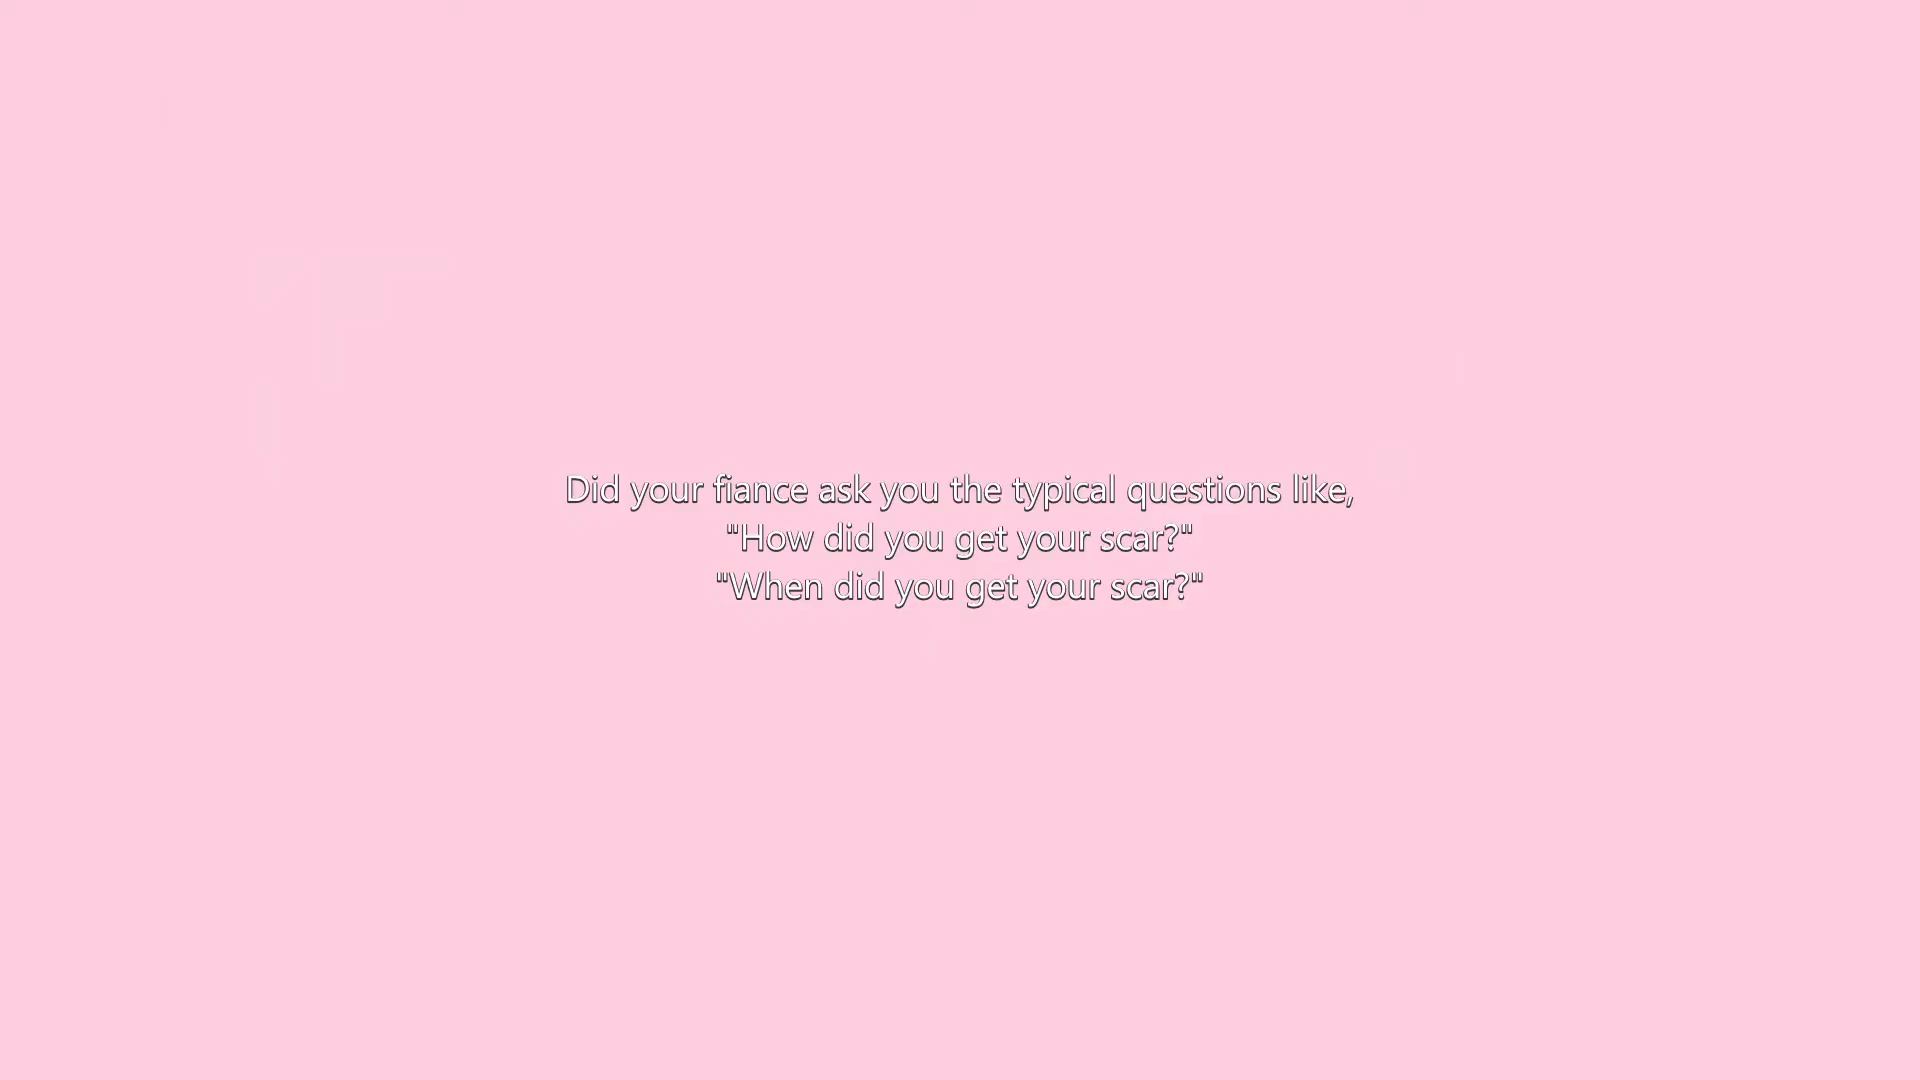 Did your fiance ask you the typical questions like,
"How did you get your scar?"
"When did you get your scar?"